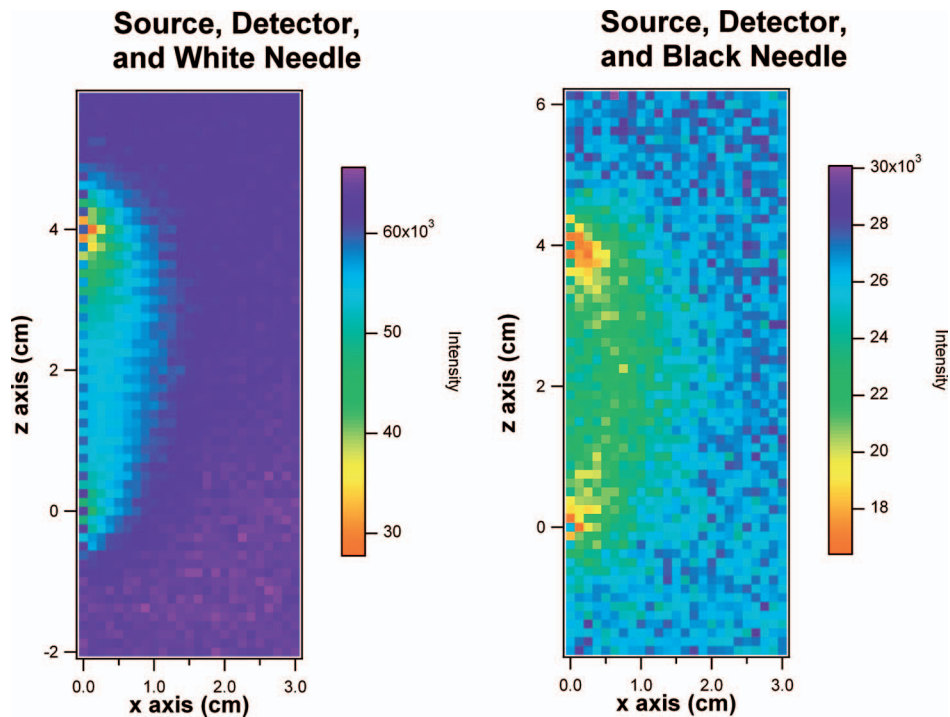 Source, Detector,
and White Needle
4
2
0
-2
z axis (cm)
0.0 1.0 2.0 3.0
x axis (cm)
60x10³
50
40
30
Intensity
Source, Detector,
and Black Needle
6
4
2
0
z axis (cm)
0.0 1.0 2.0 3.0
x axis (cm)
30x10³
28
26
24
22
20
18
Intensity